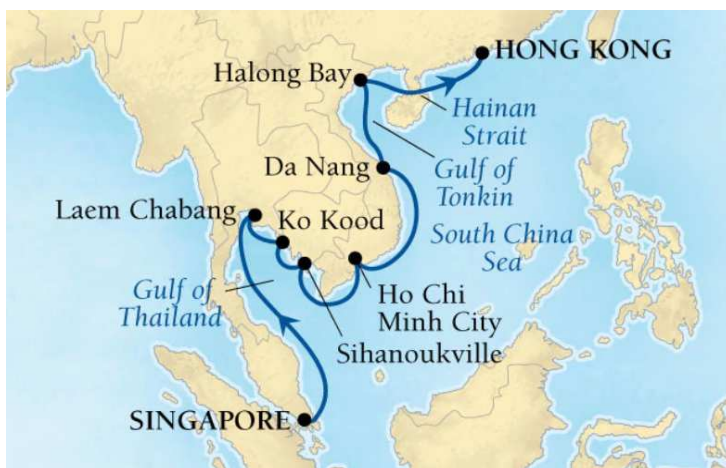 HONG KONG
Halong Bay
Hainan
Strait
Da Nang
Gulf of
Tonkin
Laem Chabang
Ko Kood
South China
Sea
Gulf of
Thailand
Ho Chi
Minh City
Sihanoukville
SINGAPORE